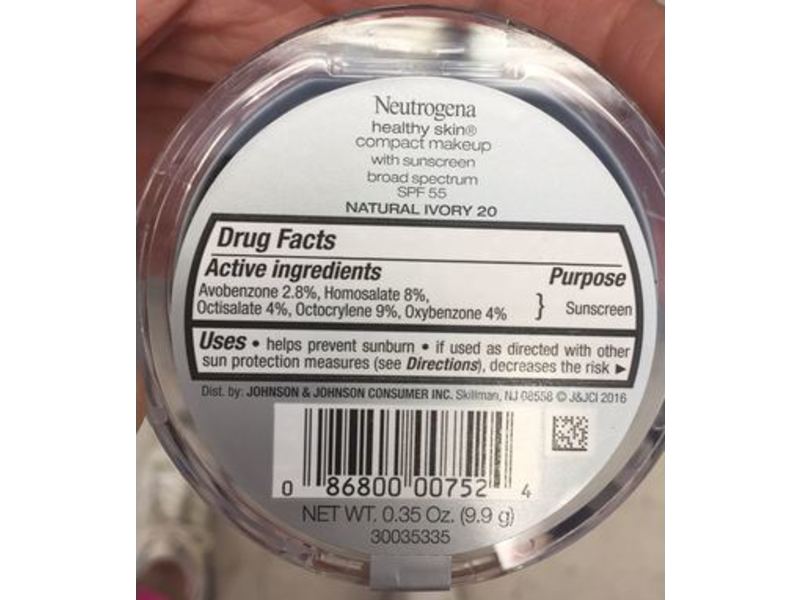 Neutrogena
healthy skin®
compact makeup
with sunscreen
broad spectrum
SPF 55
NATURAL IVORY 20
Drug Facts
Active ingredients Purpose
Avobenzone 2.8%, Homosalate 8%,
Octisalate 4%, Octocrylene 9%, Oxybenzone 4% } Sunscreen
Uses • helps prevent sunburn • if used as directed with other
sun protection measures (see Directions), decreases the risk ►
Dist. by: JOHNSON & JOHNSON CONSUMER INC. Skillman, NJ 08558 © J&JCI 2016
0 86800 00752 4
NET WT. 0.35 Oz. (9.9 g)
30035335